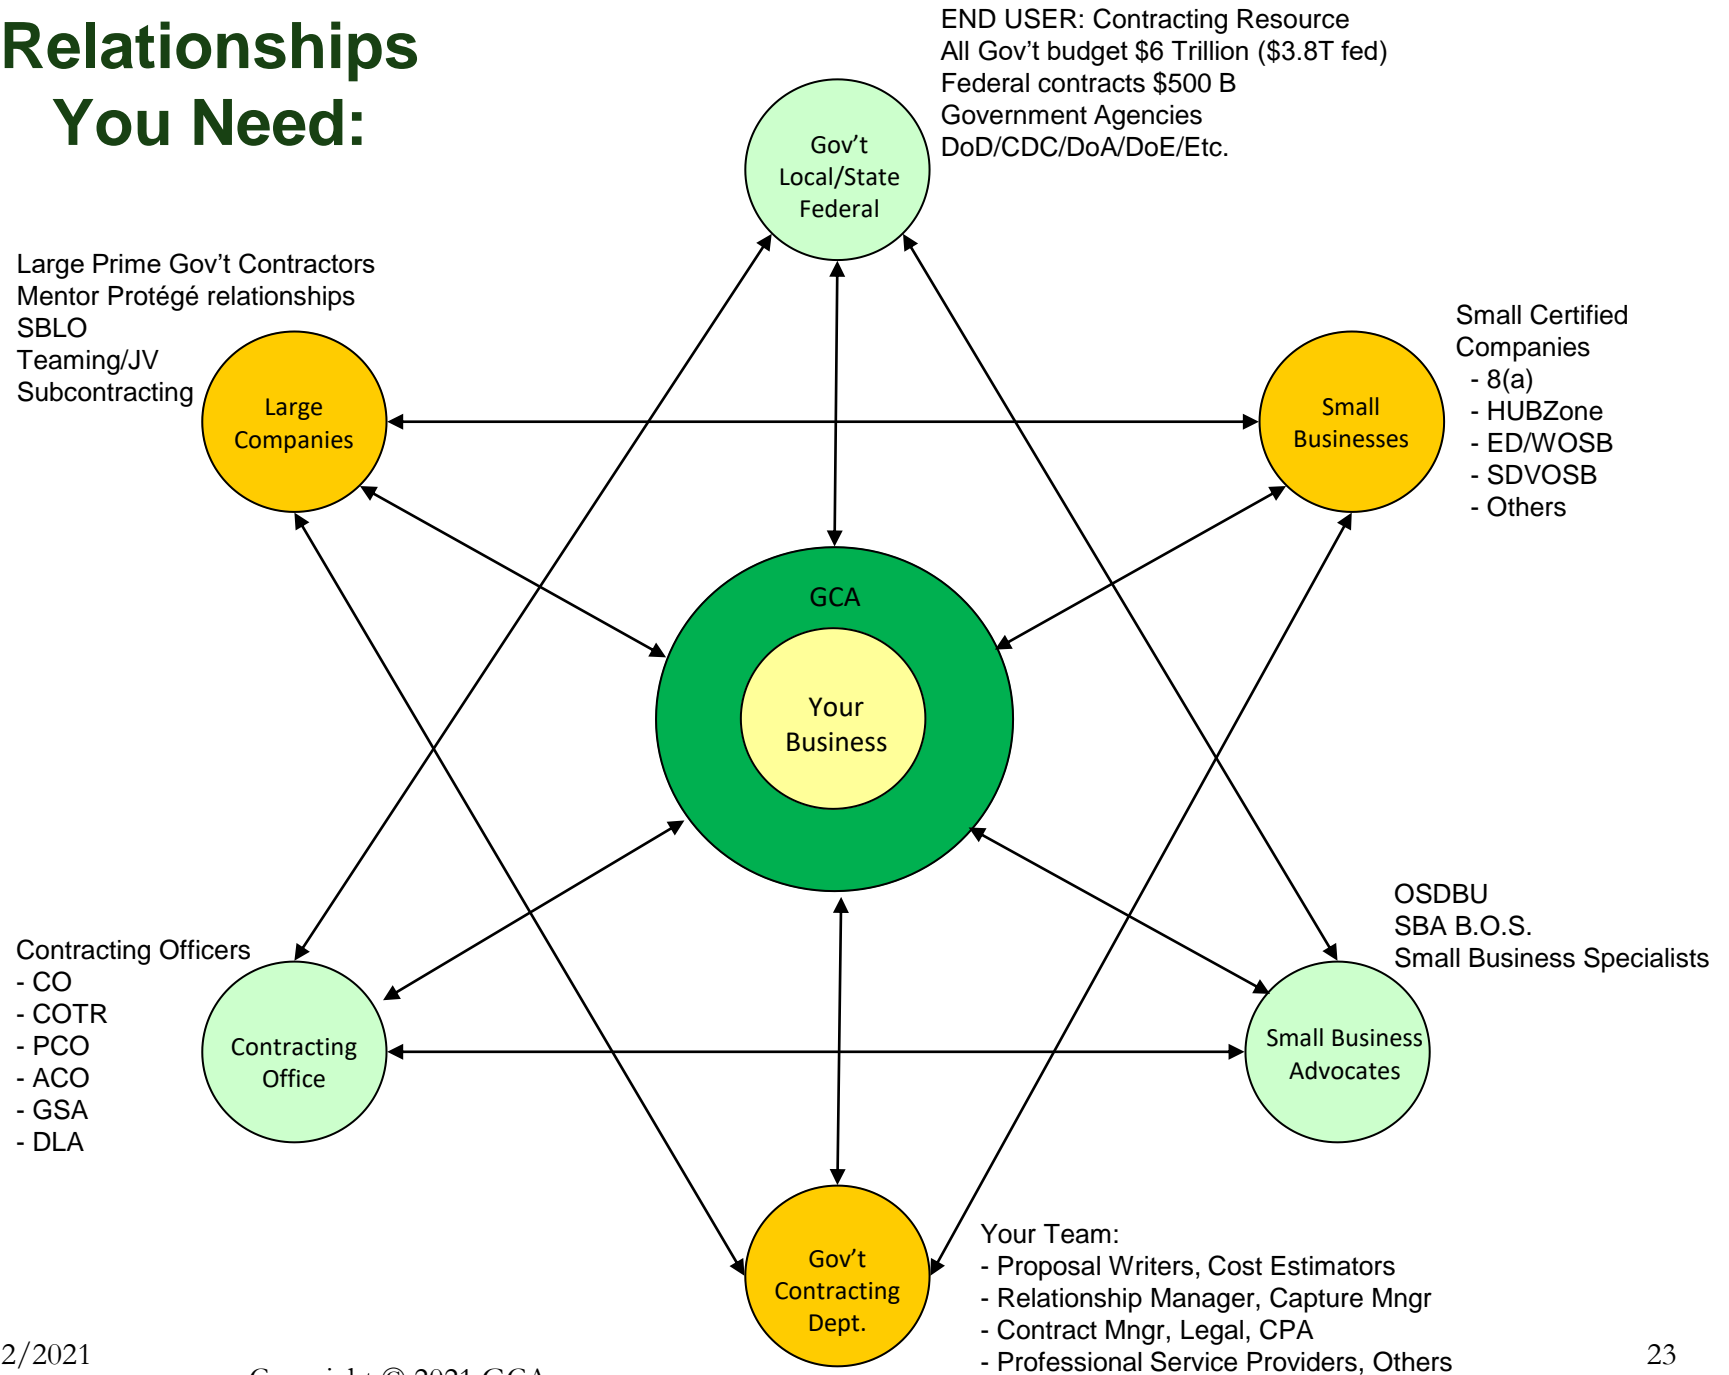 Relationships
You Need:
END USER: Contracting Resource
All Gov’t budget $6 Trillion ($3.8T fed)
Federal contracts $500 B
Government Agencies
DoD/CDC/DoA/DoE/Etc.
Gov’t
Local/State
Federal
Large Prime Gov’t Contractors
Mentor Protégé relationships
SBLO
Teaming/JV
Subcontracting
Large
Companies
Small
Businesses
Small Certified
Companies
- 8(a)
- HUBZone
- ED/WOSB
- SDVOSB
- Others
GCA
Your
Business
Contracting Officers
- CO
- COTR
- PCO
- ACO
- GSA
- DLA
Contracting
Office
OSDBU
SBA B.O.S.
Small Business Specialists
Small Business
Advocates
Gov’t
Contracting
Dept.
Your Team:
- Proposal Writers, Cost Estimators
- Relationship Manager, Capture Mngr
- Contract Mngr, Legal, CPA
- Professional Service Providers, Others
2/2021
Copyright © 2021 GCA
23